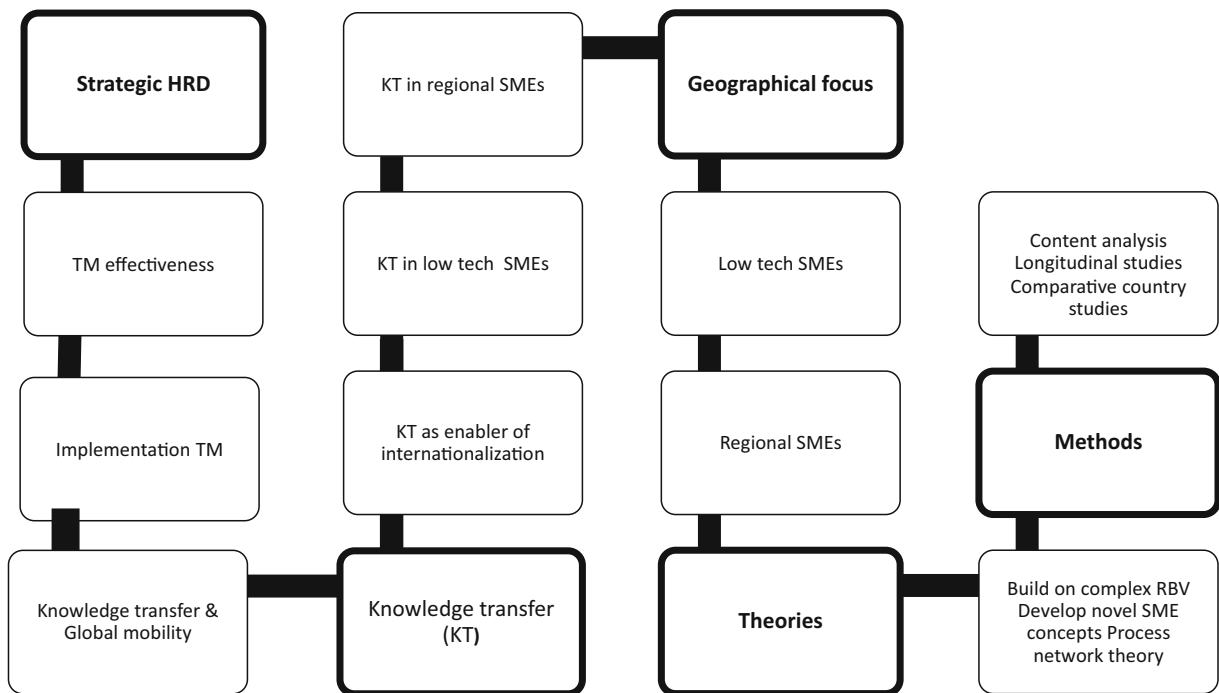 Strategic HRD
TM effectiveness
Implementation TM
Knowledge transfer &
Global mobility
Knowledge transfer
(KT)
KT as enabler of
internationalization
KT in low tech SMEs
KT in regional SMEs
Geographical focus
Low tech SMEs
Regional SMEs
Theories
Build on complex RBV
Develop novel SME
concepts Process
network theory
Methods
Content analysis
Longitudinal studies
Comparative country
studies